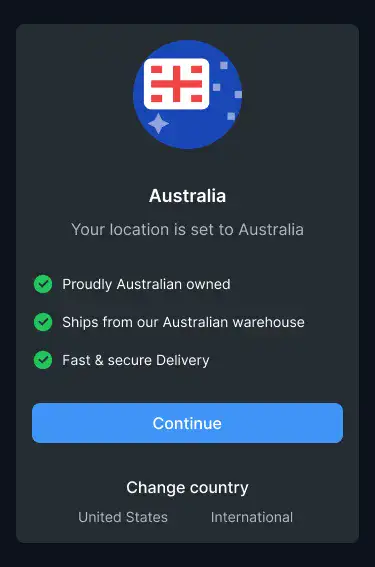 Australia
Your location is set to Australia
Proudly Australian owned
Ships from our Australian warehouse
Fast & secure Delivery
Continue
Change country
United States International